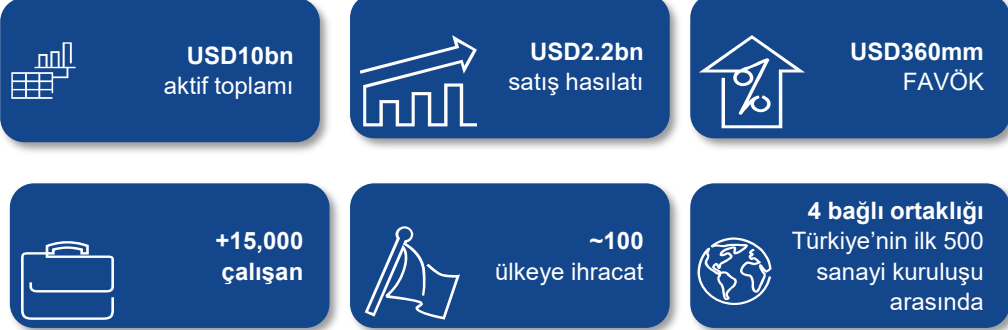 USD10bn
aktif toplamı
USD2.2bn
satış hasılatı
USD360mm
FAVÖK
+15,000
çalışan
~100
ülkeye ihracat
4 bağlı ortaklığı
Türkiye'nin ilk 500
sanayi kuruluşu
arasında